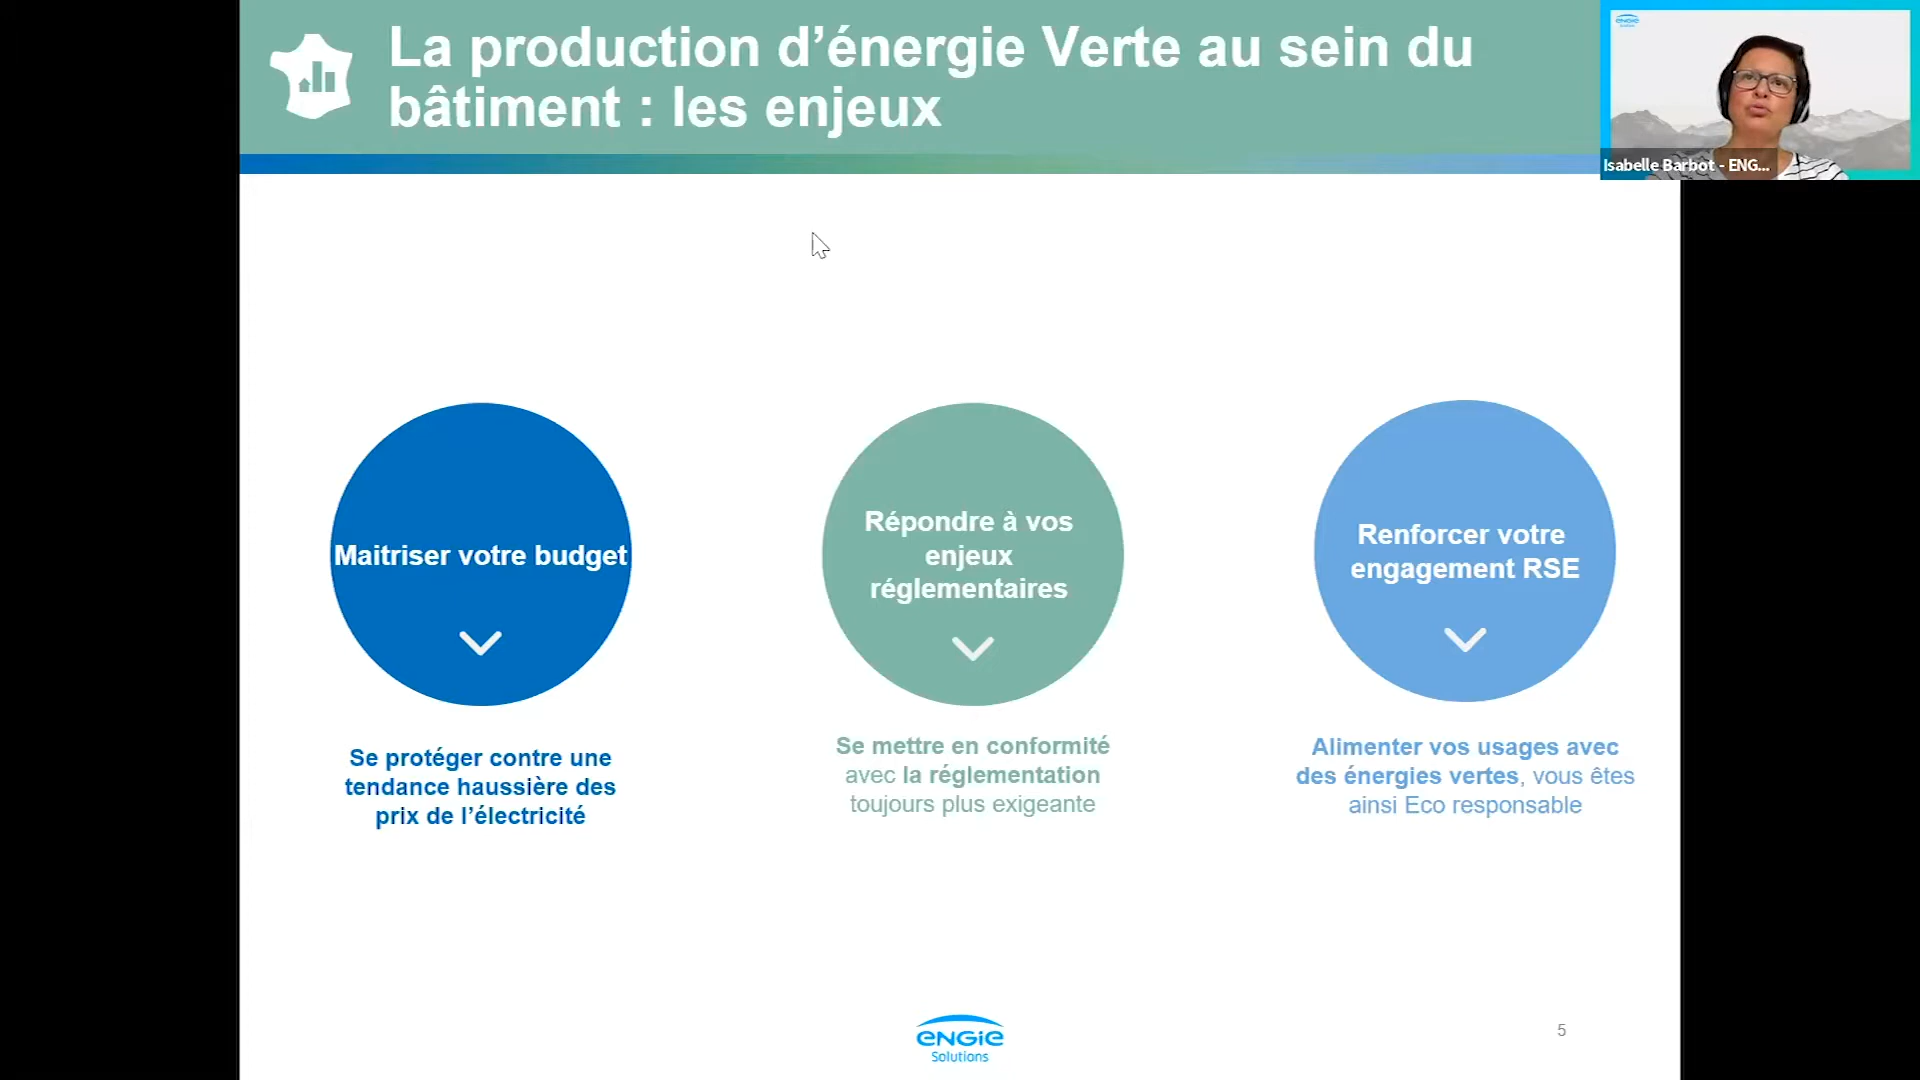 La production d’énergie Verte au sein du
bâtiment : les enjeux
engie
Isabelle Barbot - ENG...
Maitriser votre budget
Répondre à vos
enjeux
réglementaires
Renforcer votre
engagement RSE
Se protéger contre une
tendance haussière des
prix de l’électricité
Se mettre en conformité
avec la réglementation
toujours plus exigeante
Alimenter vos usages avec
des énergies vertes, vous êtes
ainsi Eco responsable
engie
Solutions
5